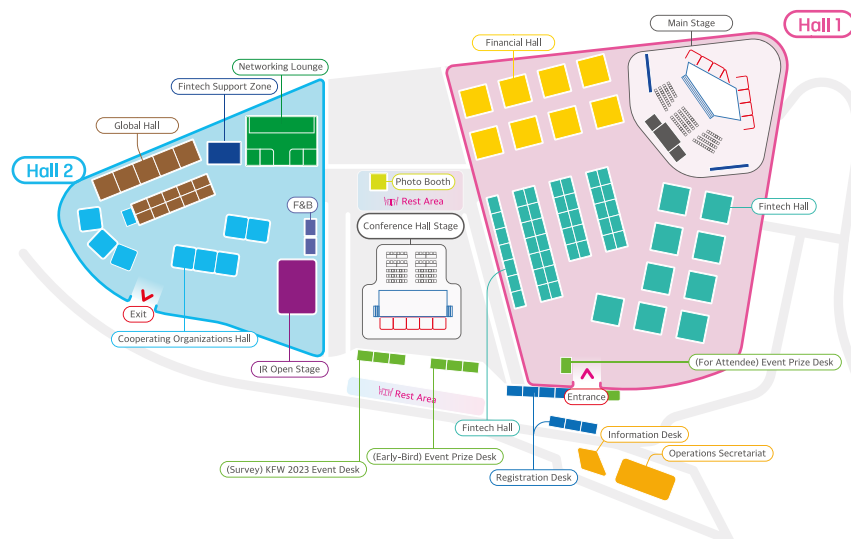 Main Stage
Hall 1
Financial Hall
Networking Lounge
Fintech Support Zone
Global Hall
Hall 2
Photo Booth
Rest Area
F&B
Fintech Hall
Conference Hall Stage
Exit
Cooperating Organizations Hall
IR Open Stage
(For Attendee) Event Prize Desk
Rest Area
Entrance
Fintech Hall
Information Desk
(Early-Bird) Event Prize Desk
Operations Secretariat
(Survey) KFW 2023 Event Desk
Registration Desk